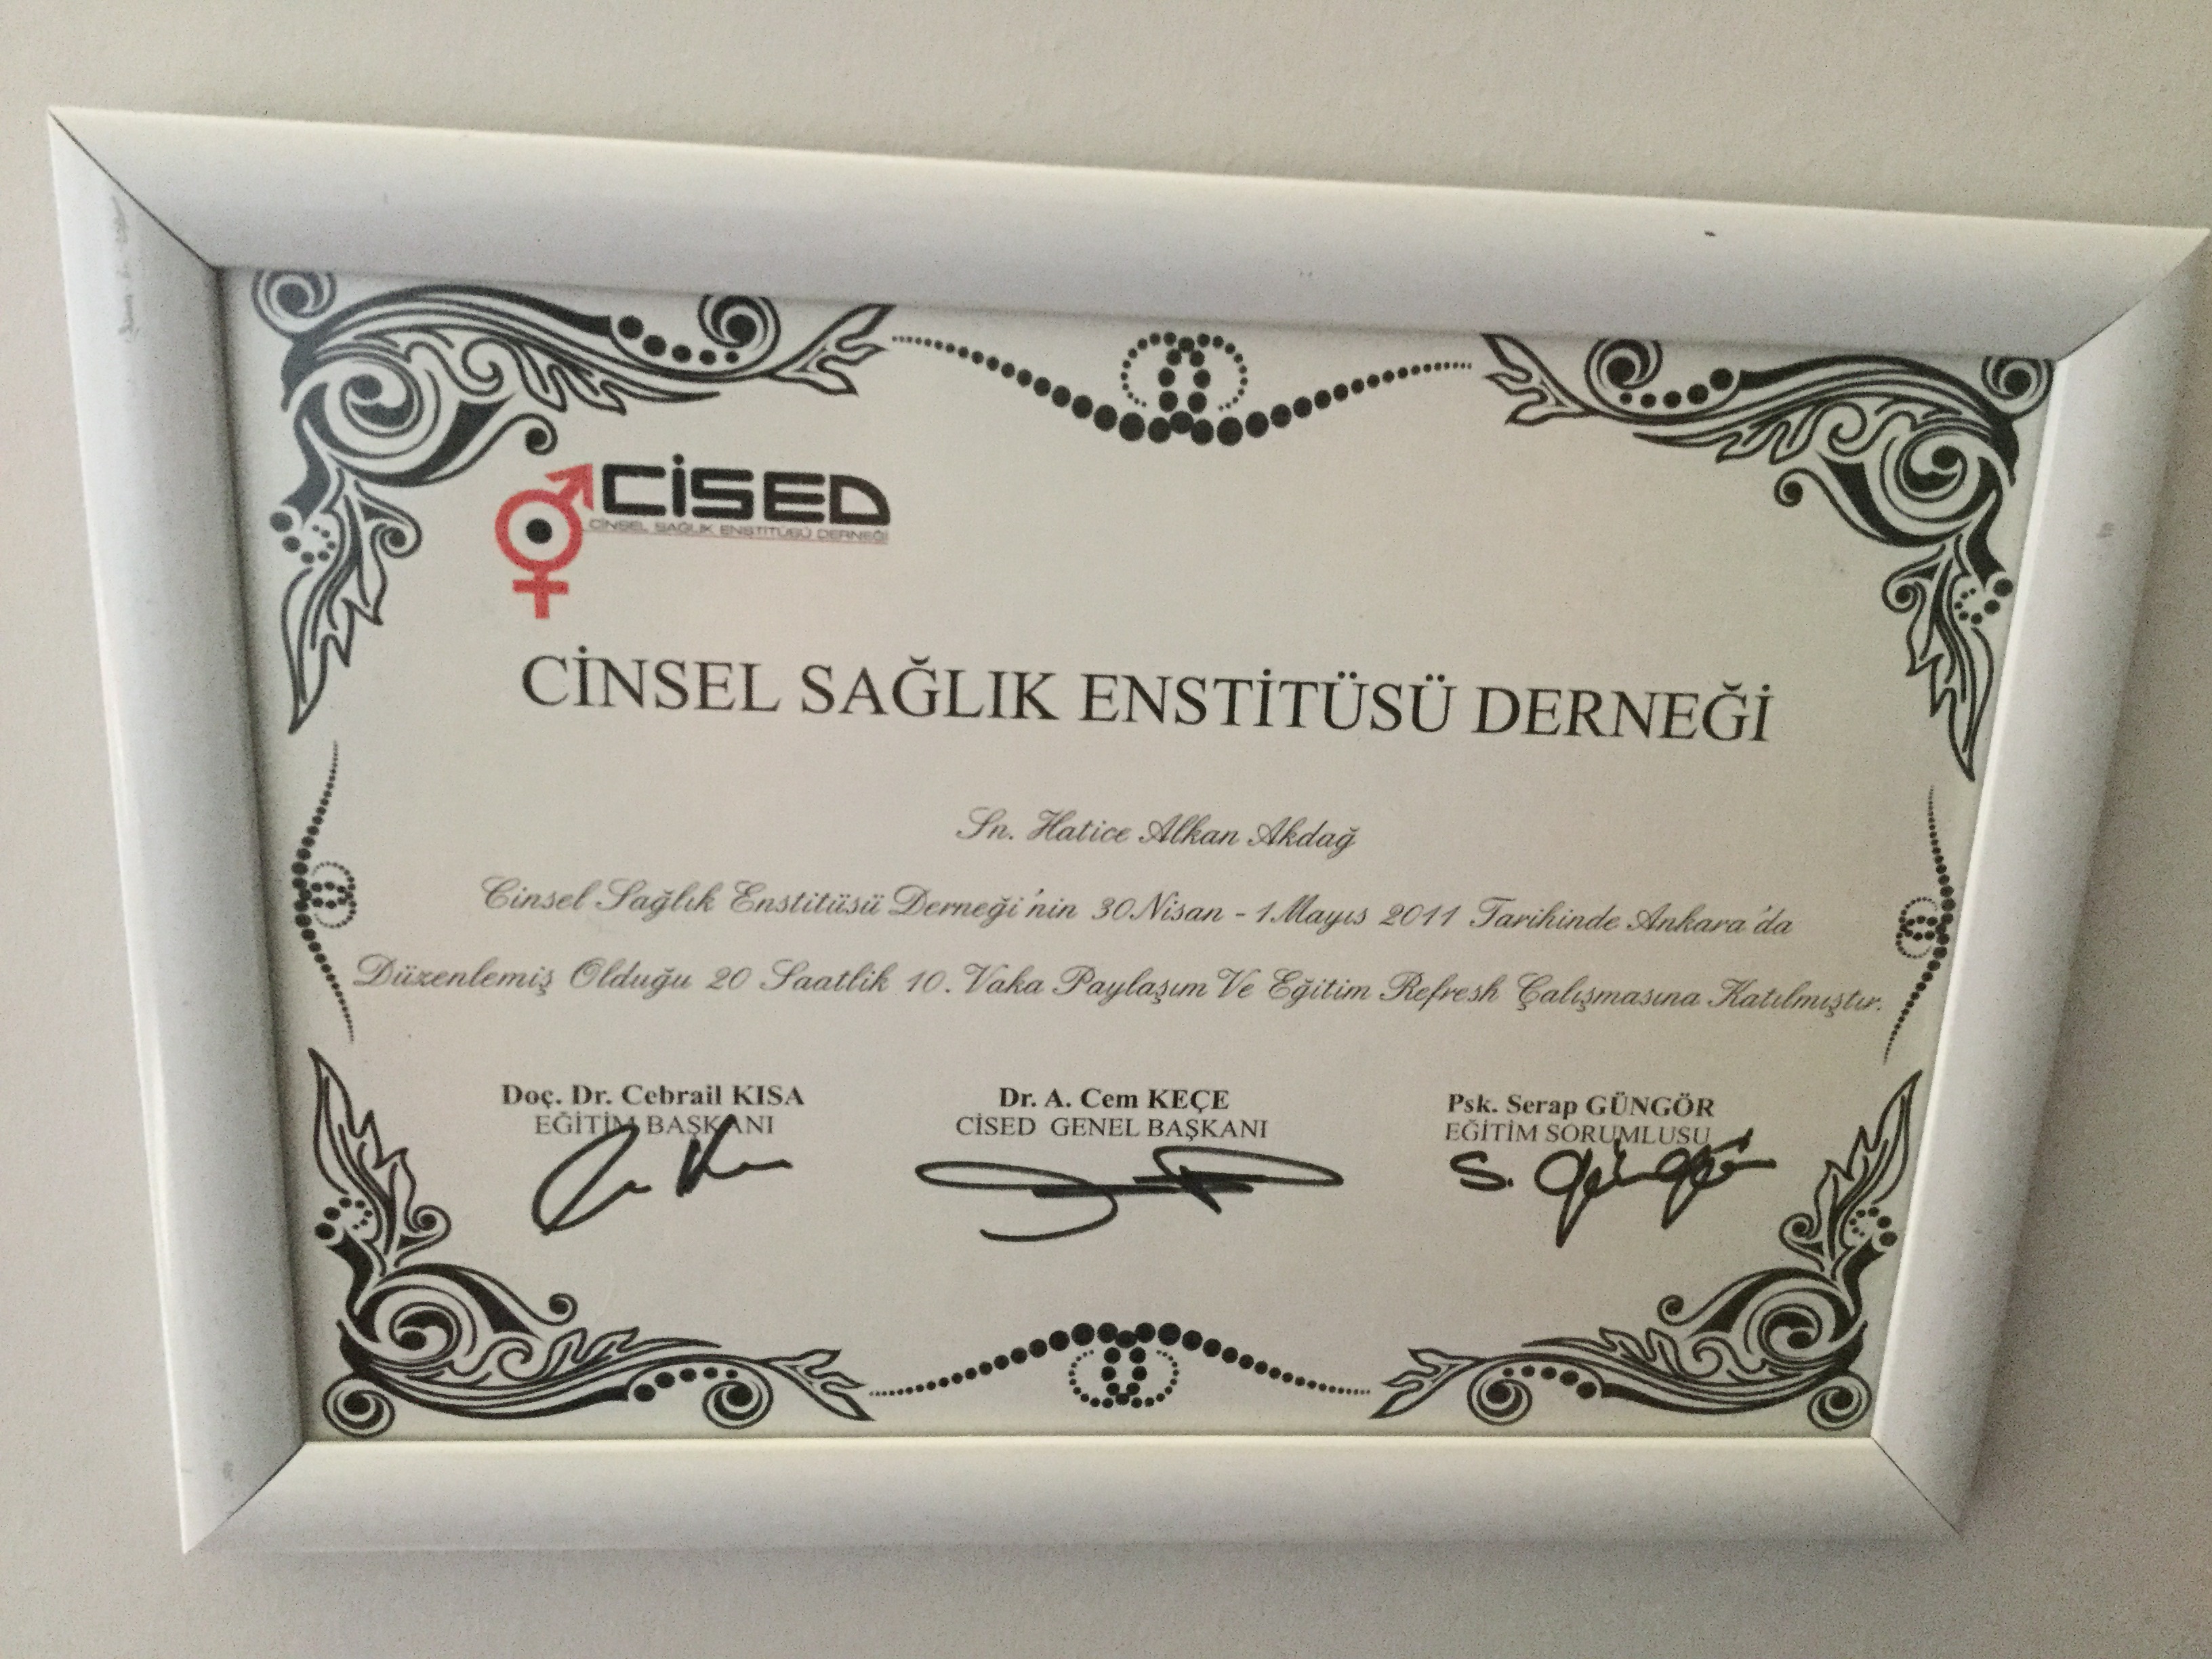 CİSED
CİNSEL SAĞLIK ENSTİTÜSÜ DERNEĞİ
CİNSEL SAĞLIK ENSTİTÜSÜ DERNEĞİ
Sn. Hatice Alkan Akdağ
Cinsel Sağlık Enstitüsü Derneği'nin 30 Nisan - 1 Mayıs 2011 Tarihinde Ankara'da
Düzenlemiş Olduğu 20 Saatlik 10. Vaka Paylaşım Ve Eğitim Refresh Çalışmasına Katılmıştır.
Doç. Dr. Cebrail KISA
EĞİTİM BAŞKANI
Dr. A. Cem KEÇE
CİSED GENEL BAŞKANI
Psk. Serap GÜNGÖR
EĞİTİM SORUMLUSU